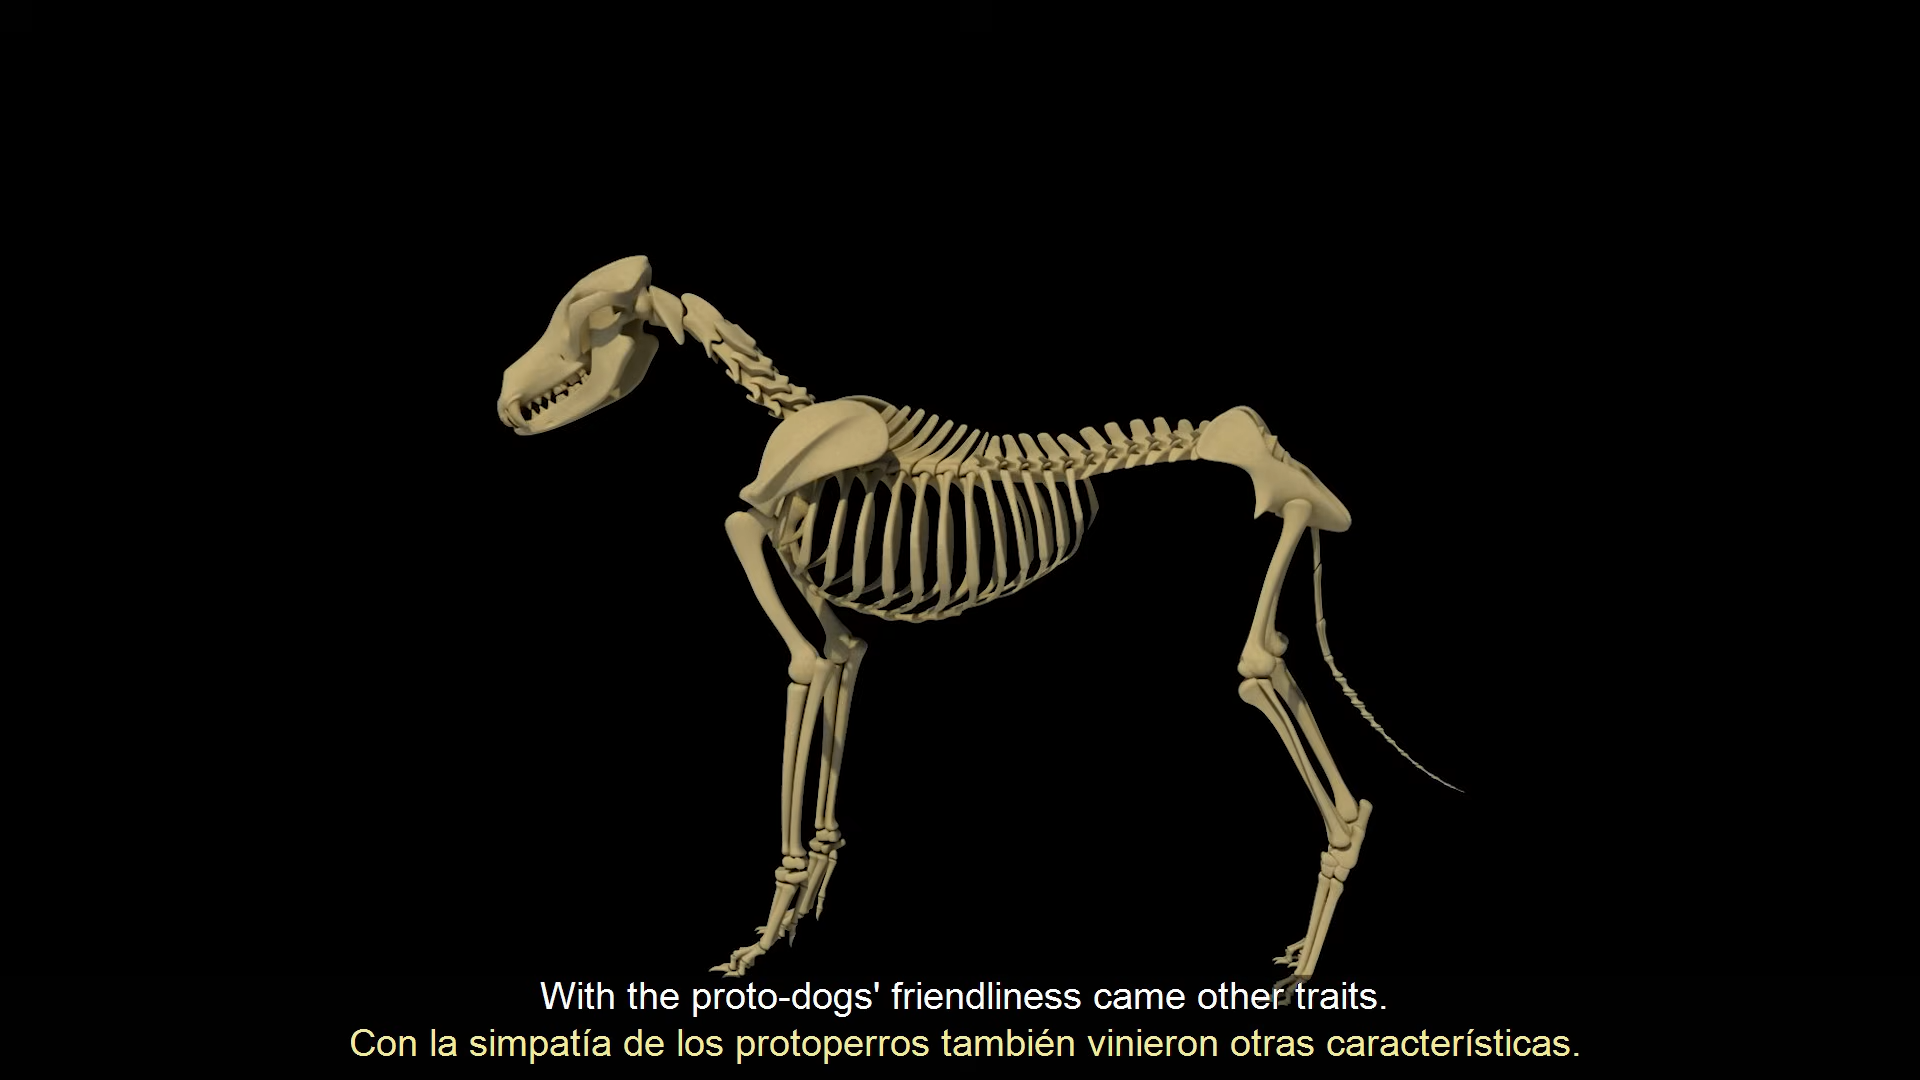 With the proto-dogs' friendliness came other traits.
Con la simpatía de los protoperros también vinieron otras características.